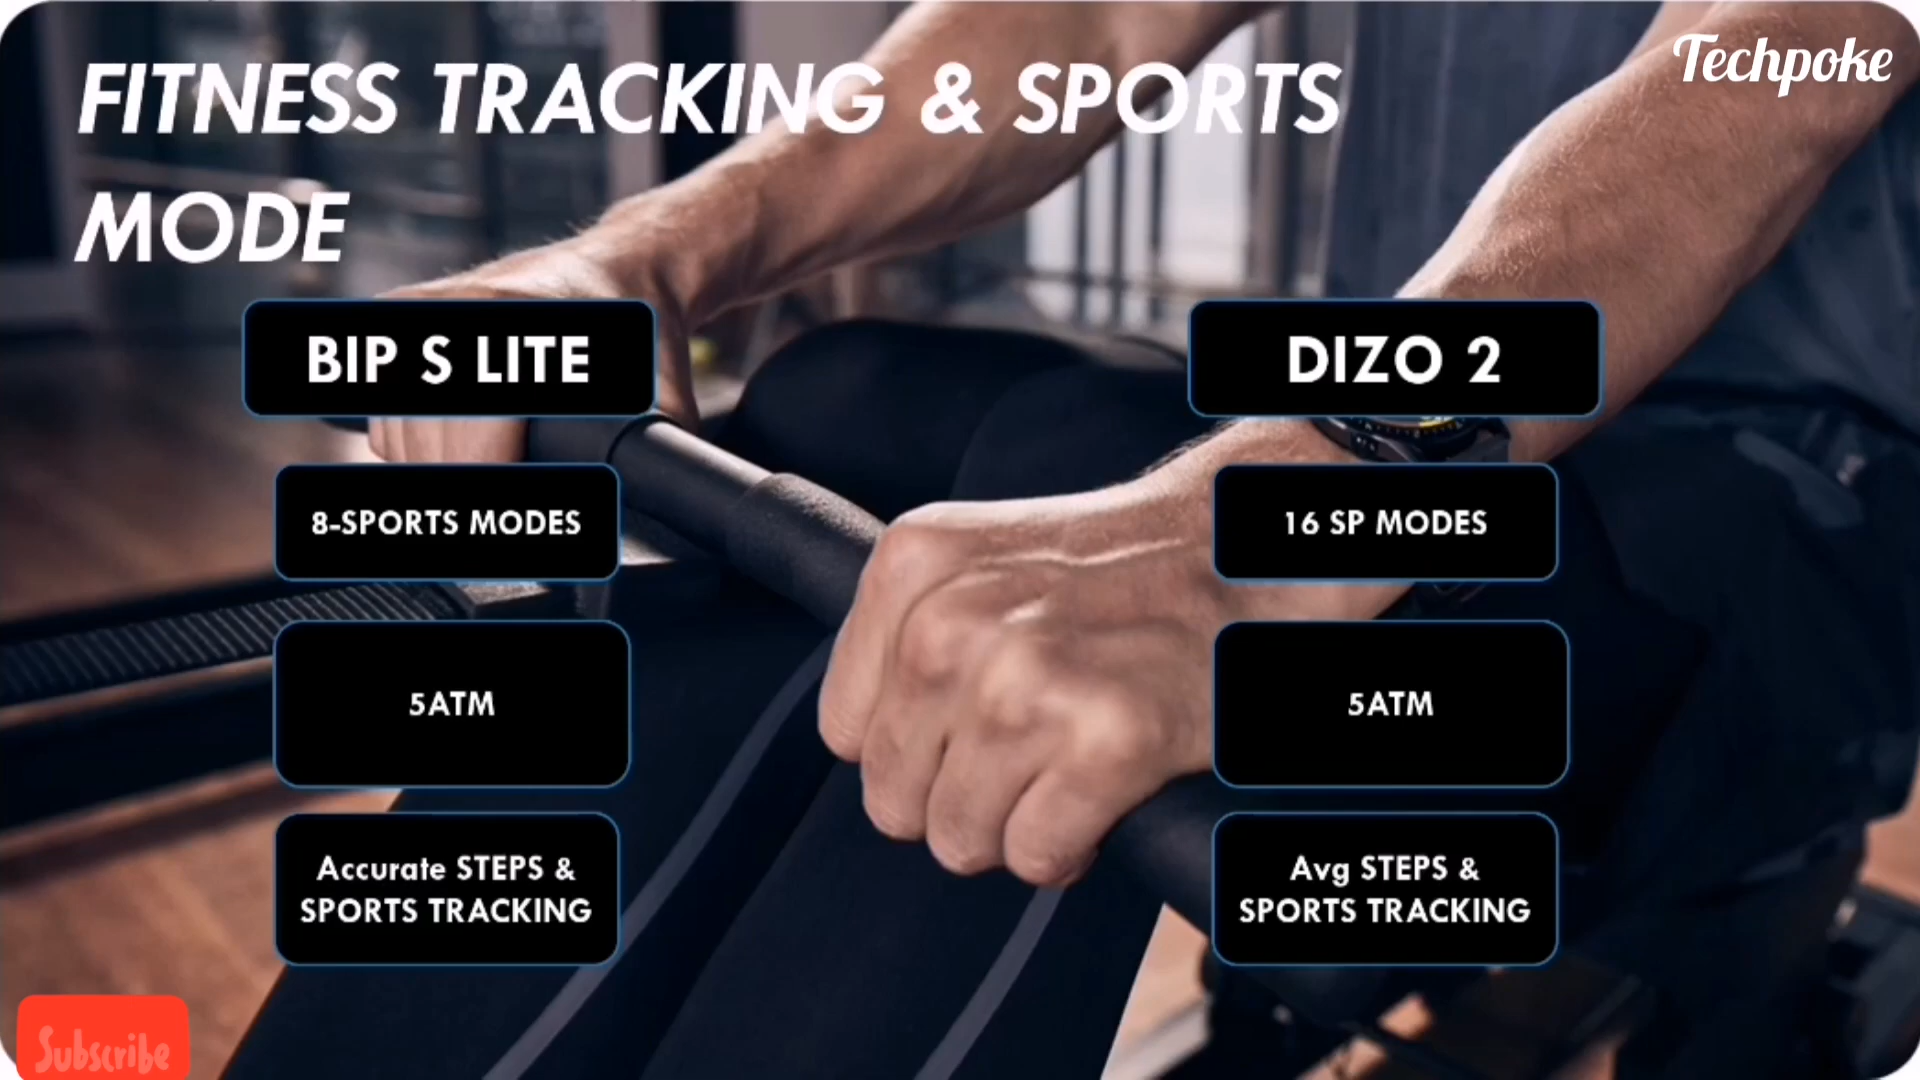 Techpoke
FITNESS TRACKING & SPORTS
MODE
BIP S LITE
DIZO 2
8-SPORTS MODES
16 SP MODES
5ATM
5ATM
Accurate STEPS &
SPORTS TRACKING
Avg STEPS &
SPORTS TRACKING
Subscribe